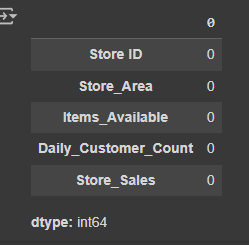 0
Store ID 0
Store_Area 0
Items_Available 0
Daily_Customer_Count 0
Store_Sales 0
dtype: int64